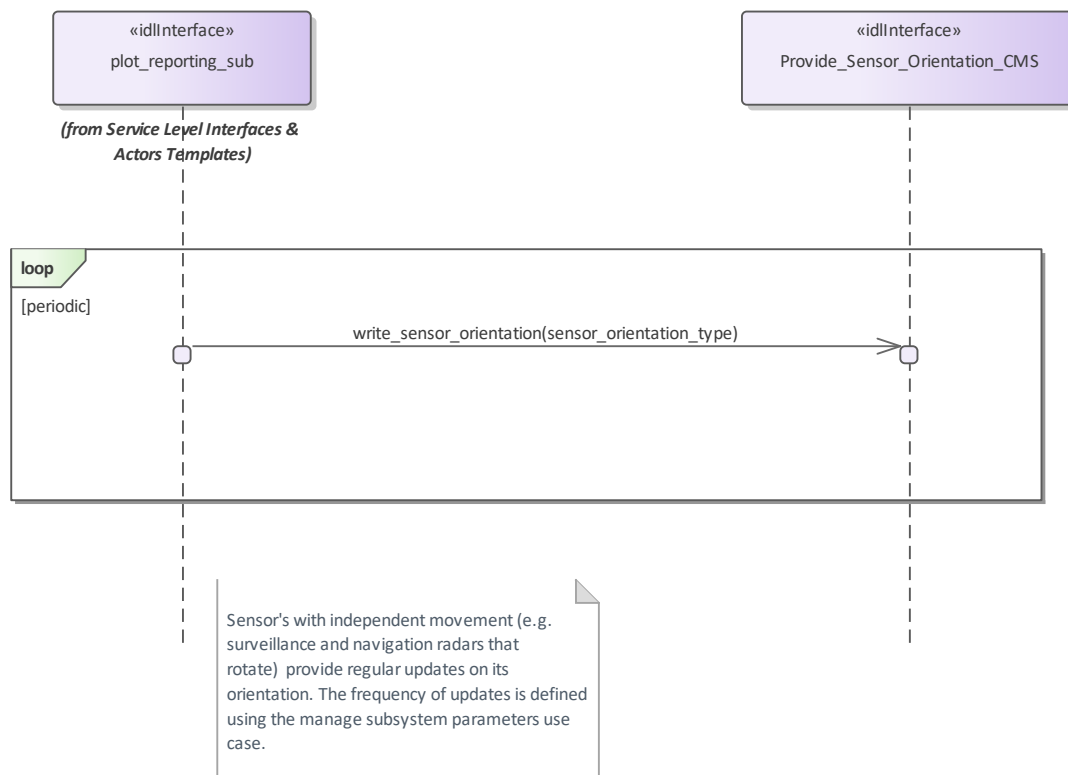 «idlInterface»
plot_reporting_sub
«idlInterface»
Provide_Sensor_Orientation_CMS
(from Service Level Interfaces &
Actors Templates)
loop
[periodic]
write_sensor_orientation(sensor_orientation_type)
Sensor's with independent movement (e.g.
surveillance and navigation radars that
rotate)  provide regular updates on its
orientation. The frequency of updates is defined
using the manage subsystem parameters use
case.